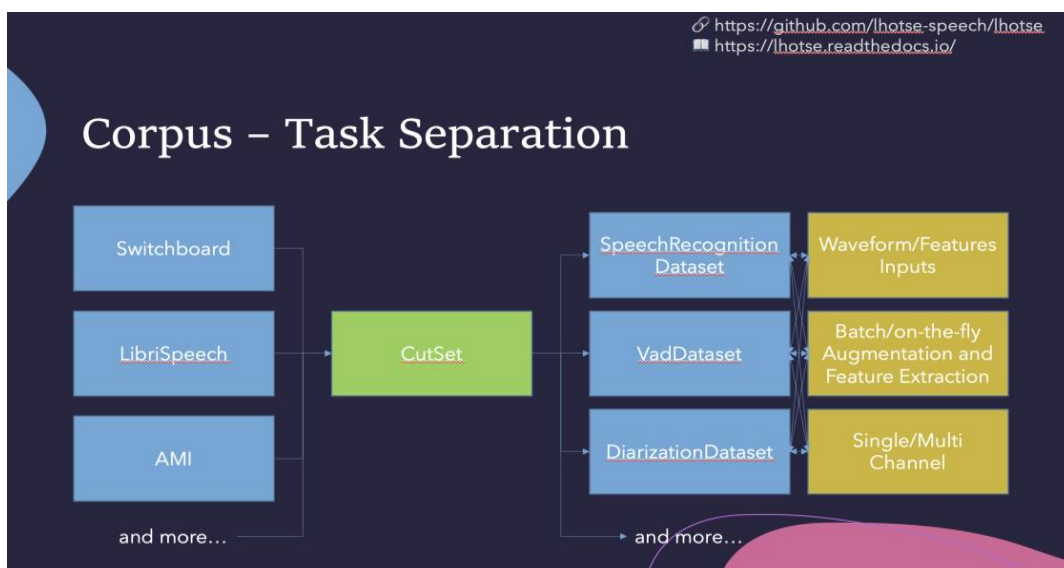 https://github.com/lhotse-speech/lhotse
https://lhotse.readthedocs.io/
Corpus – Task Separation
Switchboard
LibriSpeech
AMI
and more...
CutSet
SpeechRecognition
Dataset
VadDataset
DiarizationDataset
and more...
Waveform/Features
Inputs
Batch/on-the-fly
Augmentation and
Feature Extraction
Single/Multi
Channel